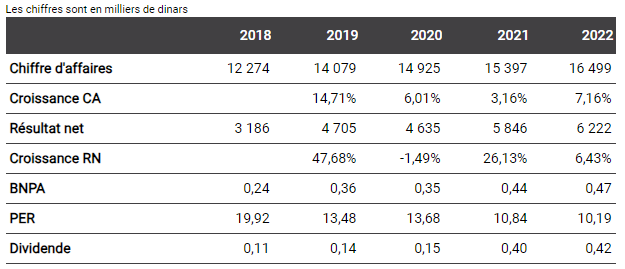 Les chiffres sont en milliers de dinars
2018 2019 2020 2021 2022
Chiffre d'affaires 12 274 14 079 14 925 15 397 16 499
Croissance CA 14,71% 6,01% 3,16% 7,16%
Résultat net 3 186 4 705 4 635 5 846 6 222
Croissance RN 47,68% -1,49% 26,13% 6,43%
BNPA 0,24 0,36 0,35 0,44 0,47
PER 19,92 13,48 13,68 10,84 10,19
Dividende 0,11 0,14 0,15 0,40 0,42